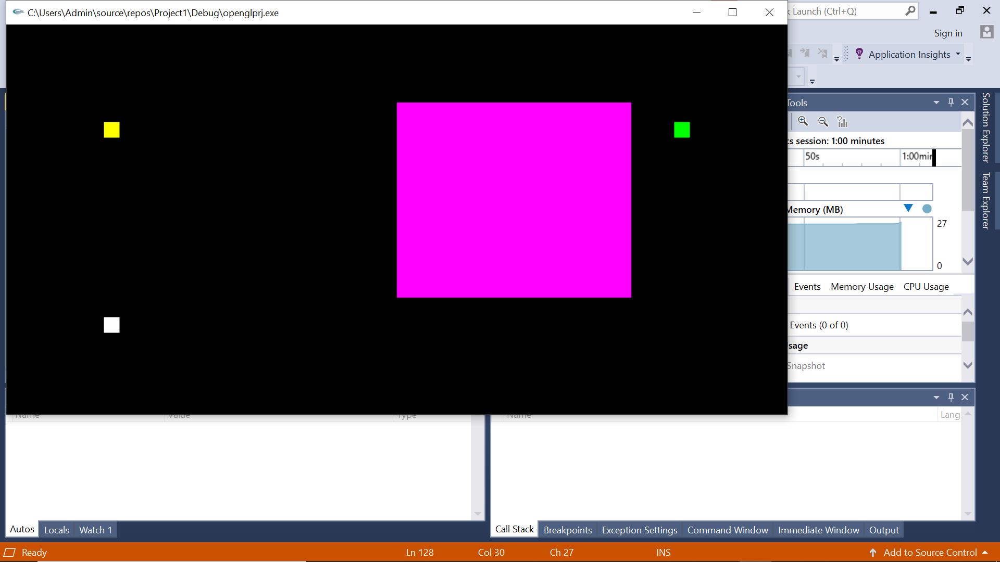 C:\Users\Admin\source\repos\Project1\Debug\openglprj.exe
Launch (Ctrl+Q)
Sign in
Application Insights
Tools
session: 1:00 minutes
50s
1:00min
Memory (MB)
27
0
Events Memory Usage CPU Usage
Events (0 of 0)
Snapshot
Solution Explorer
Team Explorer
Name Value Type
Name Lang
Autos Locals Watch 1
Call Stack Breakpoints Exception Settings Command Window Immediate Window Output
Ready Ln 128 Col 30 Ch 27 INS Add to Source Control